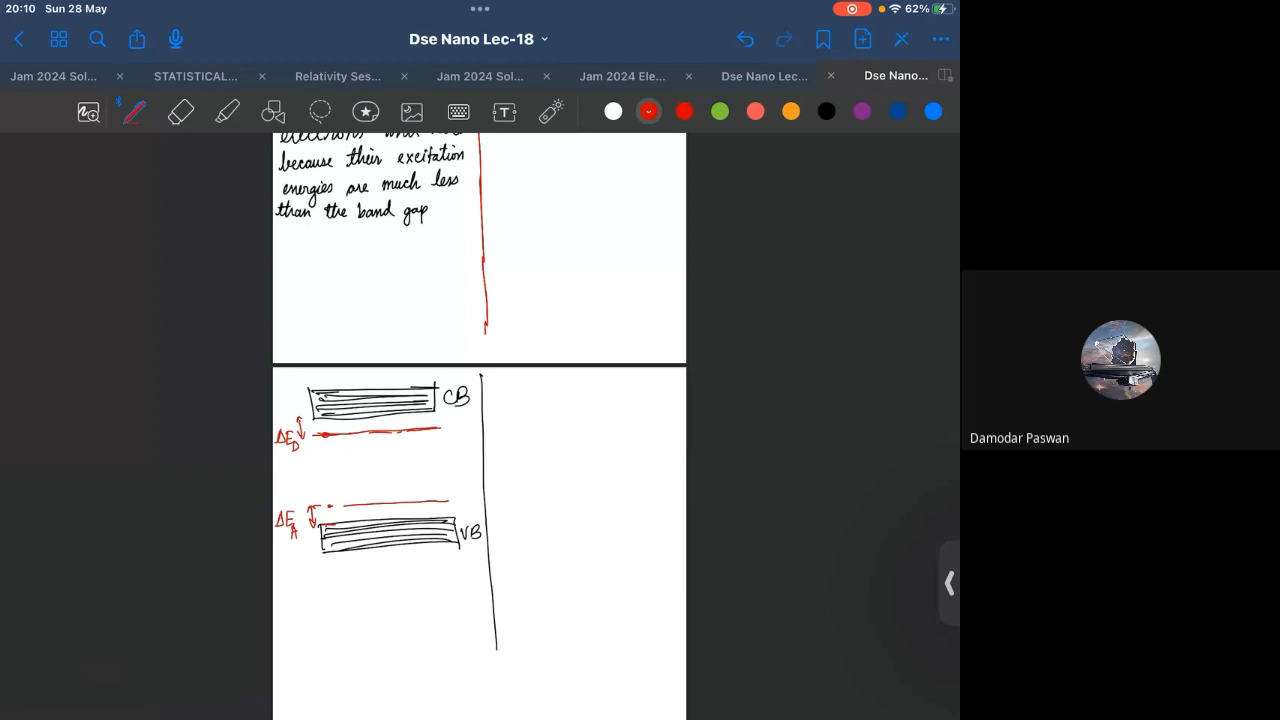 20:10 Sun 28 May
62%
Dse Nano Lec-18
Jam 2024 Sol...
STATISTICAL...
Relativity Ses...
Jam 2024 Sol...
Jam 2024 Ele...
Dse Nano Lec...
Dse Nano...
electrons
because their excitation
energies are much less
than the band gap
CB
ΔE_D
ΔE_A
VB
Damodar Paswan